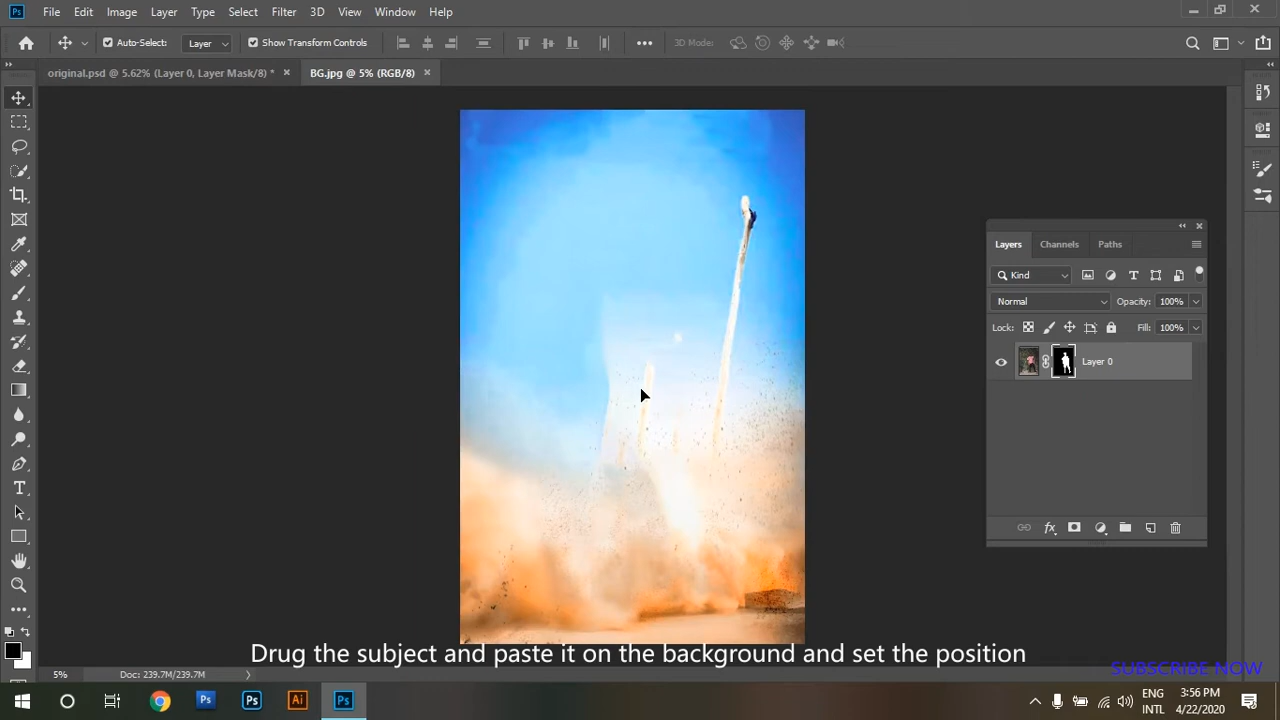 File Edit Image Layer Type Select Filter 3D View Window Help
Auto-Select: Layer Show Transform Controls 3D Mode:
original.psd @ 5.62% (Layer 0, Layer Mask/8) * BG.jpg @ 5% (RGB/8)
Layers Channels Paths
Kind
Normal Opacity: 100%
Lock: Fill: 100%
Layer 0
Drug the subject and paste it on the background and set the position
SUBSCRIBE NOW
5% Doc: 239.7M/239.7M
ENG 3:56 PM
INTL 4/22/2020